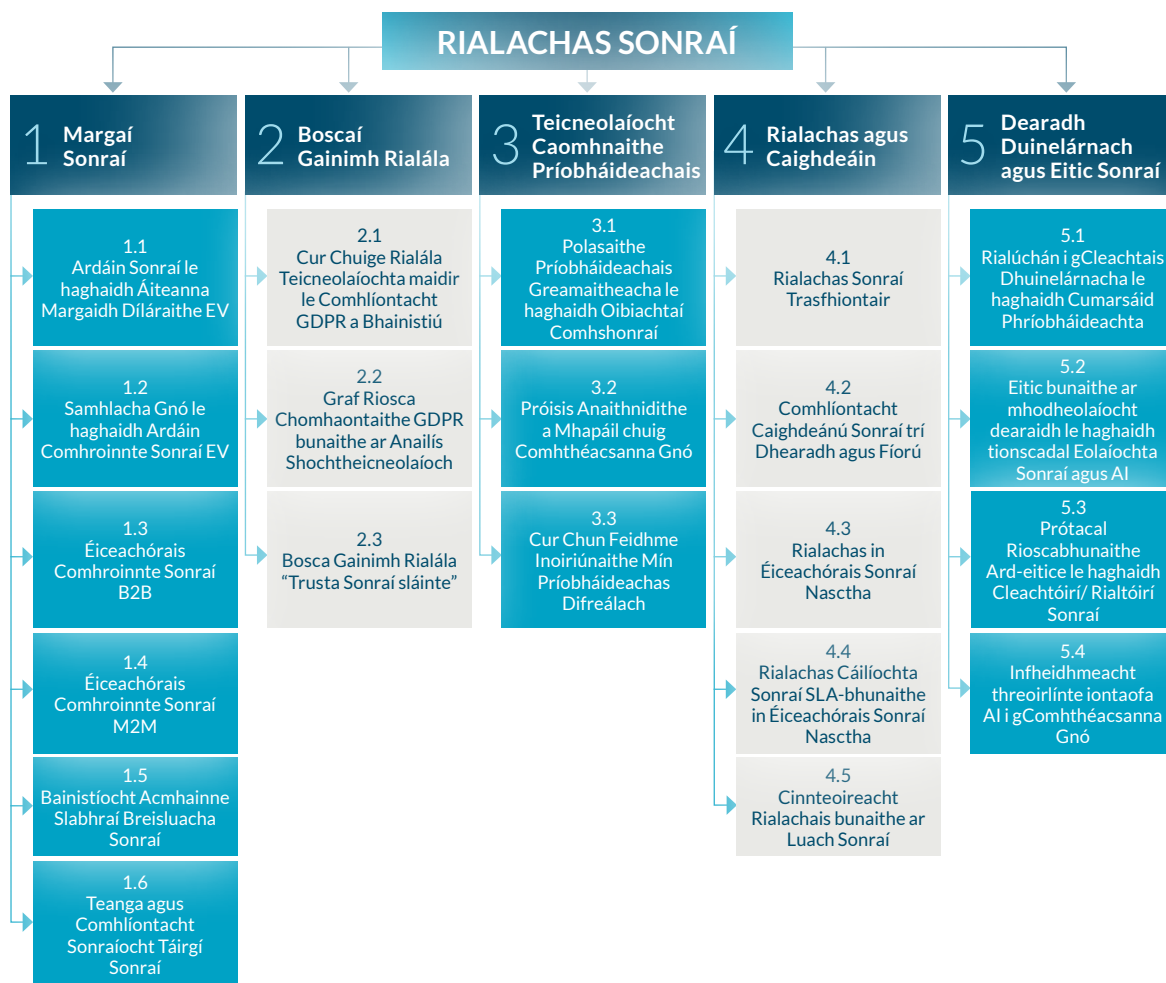 RIALACHAS SONRAÍ
1
Margaí
Sonraí
1.1
Ardáin Sonraí le
haghaidh Áiteanna
Margaidh Díláraithe EV
1.2
Samhlacha Gnó le
haghaidh Ardáin
Comhroinnte Sonraí EV
1.3
Éiceachórais
Comhroinnte Sonraí
B2B
1.4
Éiceachórais
Comhroinnte Sonraí
M2M
1.5
Bainistíocht Acmhainne
Slabhraí Breisluacha
Sonraí
1.6
Teanga agus
Comhlíontacht
Sonraíocht Táirgí
Sonraí
2
Boscaí
Gainimh Rialála
2.1
Cur Chuige Rialála
Teicneolaíochta maidir
le Comhlíontacht
GDPR a Bhainistiú
2.2
Graf Riosca
Chomhaontaithe GDPR
bunaithe ar Anailís
Shochtheicneolaíoch
2.3
Bosca Gainimh Rialála
“Trusta Sonraí sláinte”
3
Teicneolaíocht
Caomhnaithe
Príobháideachais
3.1
Polasaithe
Príobháideachais
Greamaitheacha le
haghaidh Oibiachtaí
Comhshonraí
3.2
Próisis Anaithnidithe
a Mhapáil chuig
Comhthéacsanna Gnó
3.3
Cur Chun Feidhme
Inoiriúnaithe Mín
Príobháideachas
Difreálach
4
Rialachas agus
Caighdeáin
4.1
Rialachas Sonraí
Trasfhiontair
4.2
Comhlíontacht
Caighdeánú Sonraí trí
Dhearadh agus Fíorú
4.3
Rialachas in
Éiceachórais Sonraí
Nasctha
4.4
Rialachas Cáilíochta
Sonraí SLA-bhunaithe
in Éiceachórais Sonraí
Nasctha
4.5
Cinnteoireacht
Rialachais bunaithe ar
Luach Sonraí
5
Dearadh
Duinelárnach
agus Eitic Sonraí
5.1
Rialúchán i gCleachtais
Dhuinelárnacha le
haghaidh Cumarsáid
Phríobháideachta
5.2
Eitic bunaithe ar
mhodheolaíocht
dearaidh le haghaidh
tionscadal Eolaíochta
Sonraí agus AI
5.3
Prótacal
Rioscabhunaithe
Ard-eitice le haghaidh
Cleachtóirí/ Rialtóirí
Sonraí
5.4
Infheidhmeacht
threoirlínte iontaofa
AI i gComhthéacsanna
Gnó